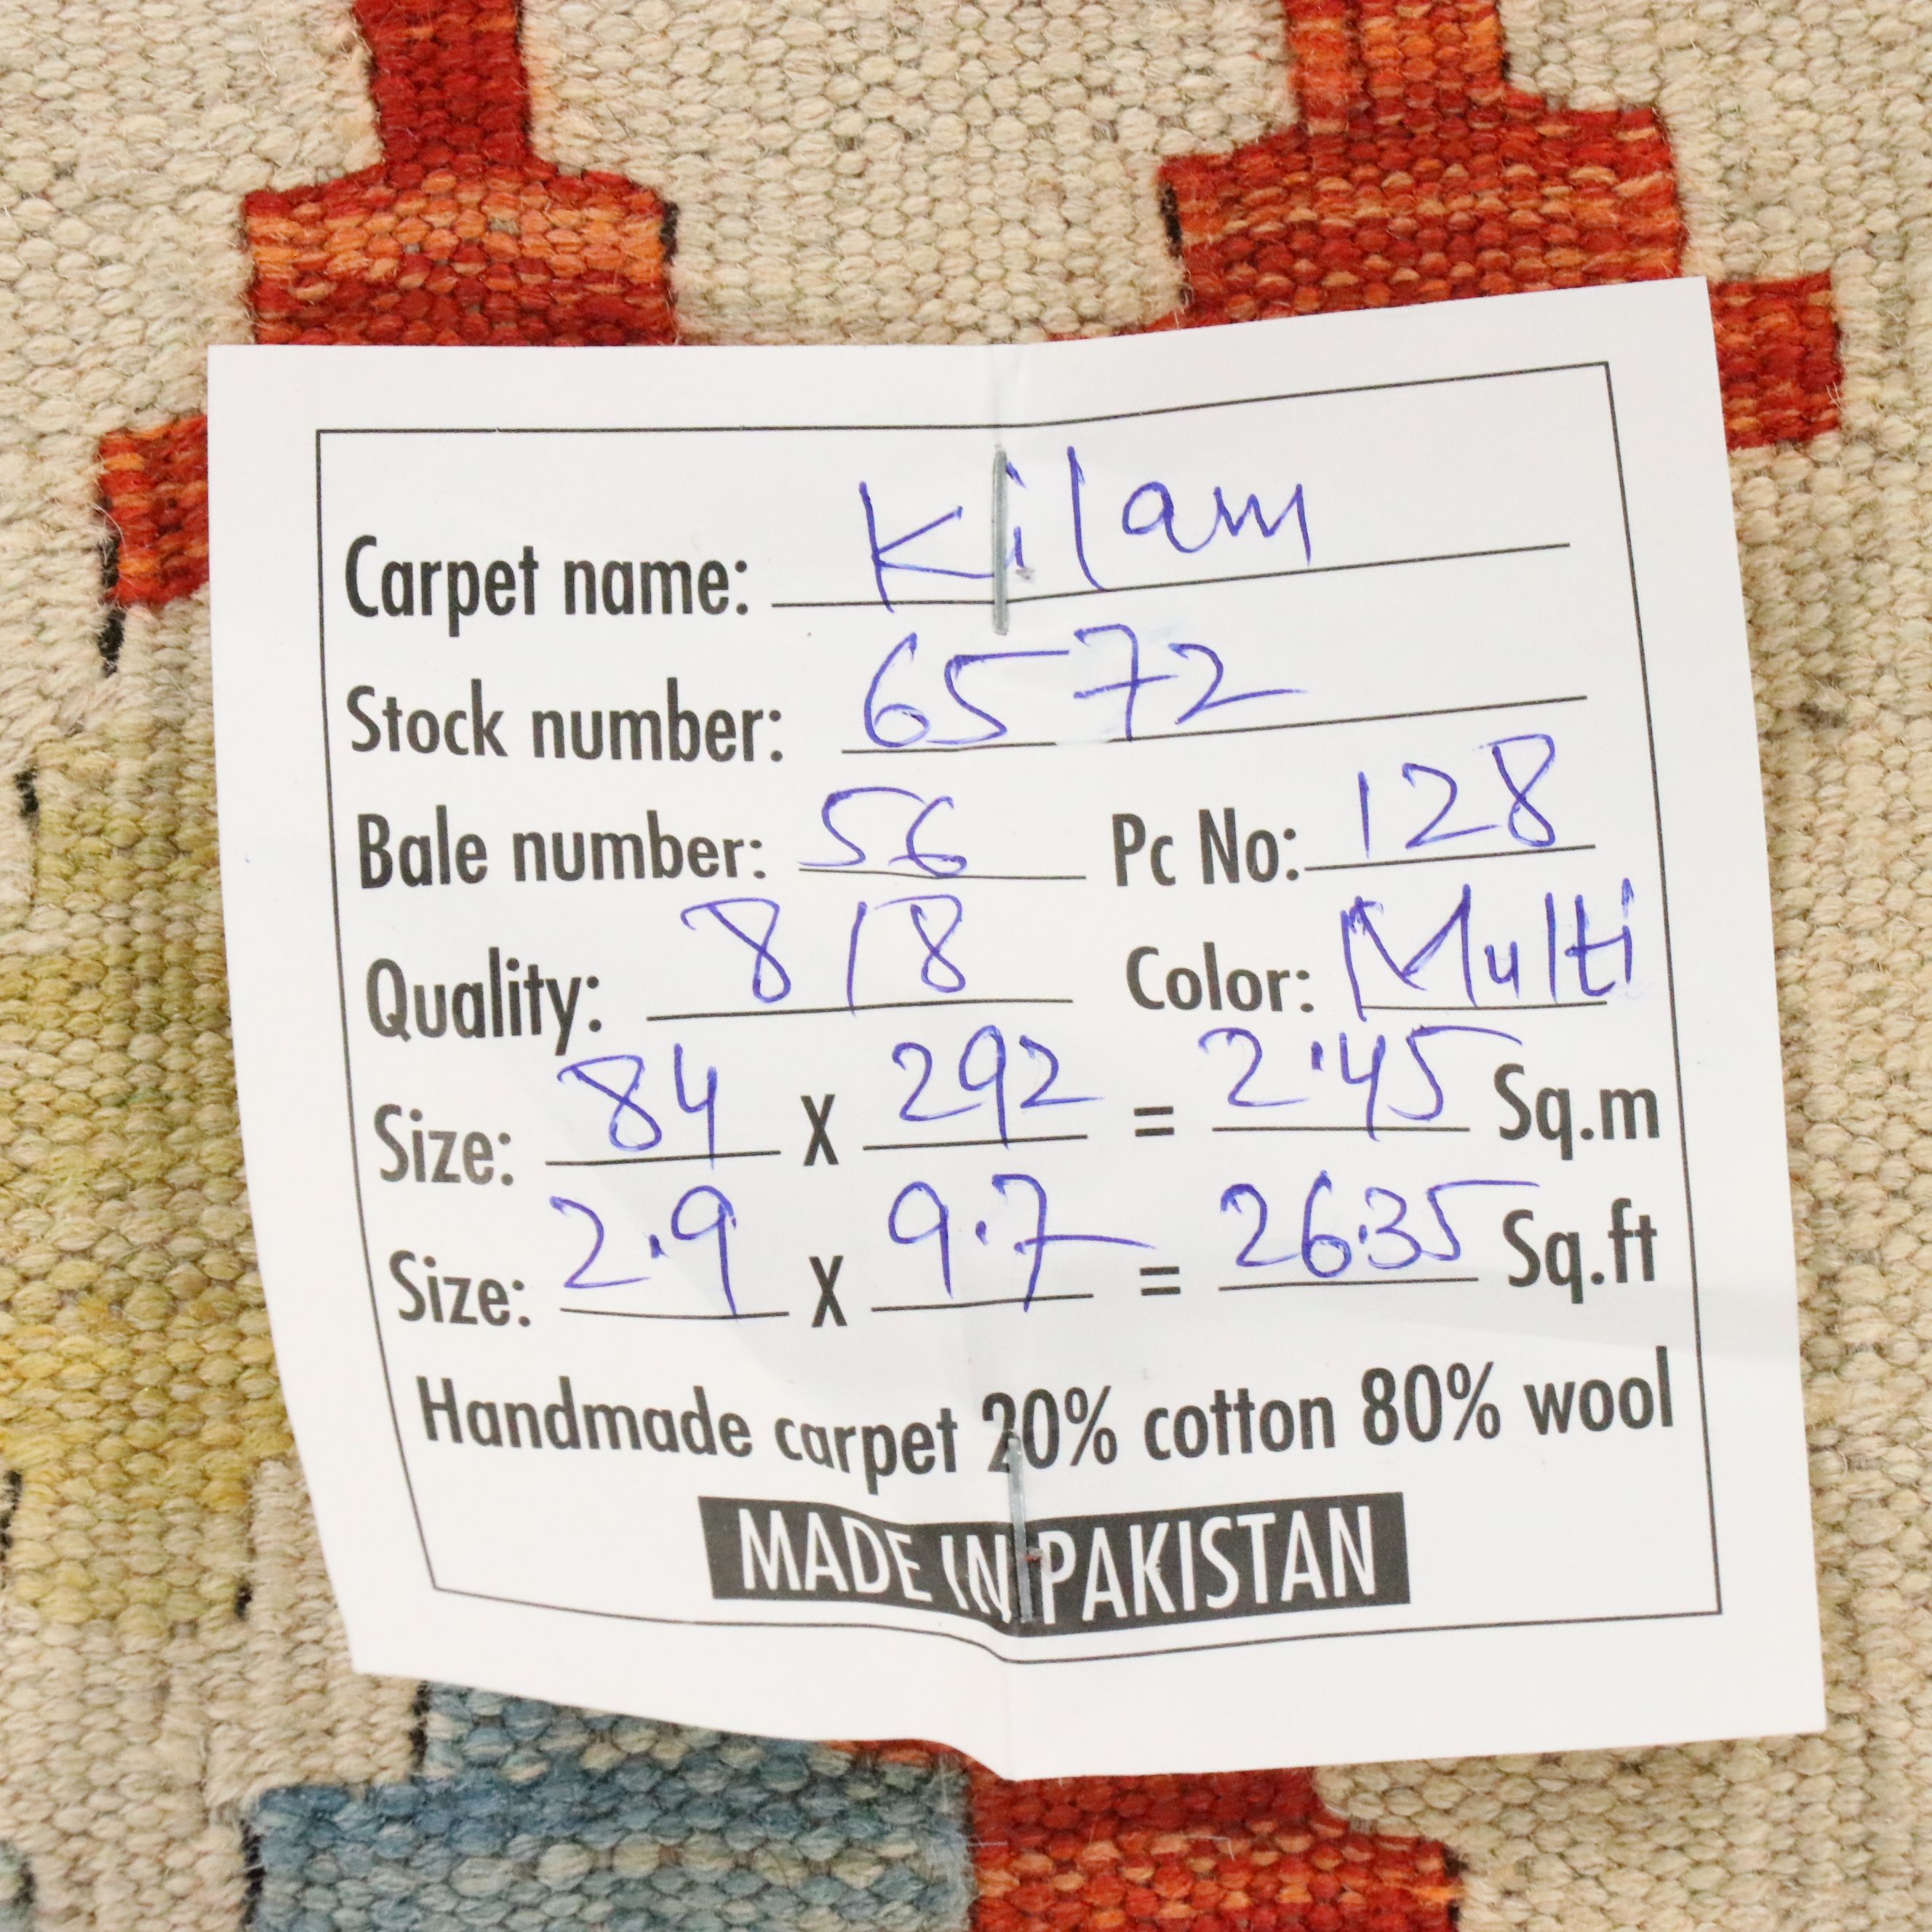 Carpet name: Kilam
Stock number: 6572
Bale number: 56 Pc No: 128
Quality: 8/8 Color: Multi
Size: 84 X 292 = 2.45 Sq.m
Size: 2.9 X 9.7 = 26.35 Sq.ft
Handmade carpet 20% cotton 80% wool
MADE IN PAKISTAN